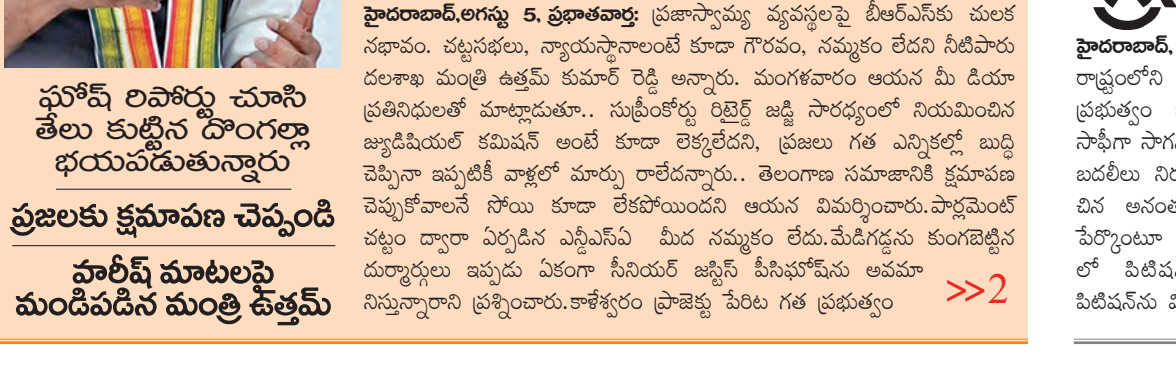 ఘోష్ రిపోర్టు చూసి
తేలు కుట్టిన దొంగల్లా
భయపడుతున్నారు
ప్రజలకు క్షమాపణ చెప్పండి
హరీష్ మాటలపై
మండిపడిన మంత్రి ఉత్తమ్
హైదరాబాద్,అగస్టు 5, ప్రభాతవార్త: ప్రజాస్వామ్య వ్యవస్థలపై బీఆర్ఎస్‌కు చులక
నభావం. చట్టసభలు, న్యాయస్థానాలంటే కూడా గౌరవం, నమ్మకం లేదని నీటిపారు
దలశాఖ మంత్రి ఉత్తమ్ కుమార్ రెడ్డి అన్నారు. మంగళవారం ఆయన మీ డియా
ప్రతినిధులతో మాట్లాడుతూ.. సుప్రీంకోర్టు రిటైర్డ్ జడ్జి సారధ్యంలో నియమించిన
జ్యుడిషియల్ కమిషన్ అంటే కూడా లెక్కలేదని, ప్రజలు గత ఎన్నికల్లో బుద్ధి
చెప్పినా ఇప్పటికీ వాళ్లలో మార్పు రాలేదన్నారు.. తెలంగాణ సమాజానికి క్షమాపణ
చెప్పుకోవాలనే సోయి కూడా లేకపోయిందని ఆయన విమర్శించారు.పార్లమెంట్
చట్టం ద్వారా ఏర్పడిన ఎన్డీఎస్ఏ మీద నమ్మకం లేదు.మేడిగడ్డను కుంగబెట్టిన
దుర్మార్గులు ఇప్పడు ఏకంగా సీనియర్ జస్టిస్ పీసిఘోష్‌ను అవమా
నిస్తున్నారాని ప్రశ్నించారు.కాళేశ్వరం ప్రాజెక్టు పేరిట గత ప్రభుత్వం
>>2
హైదరాబాద్,
రాష్ట్రంలోని
ప్రభుత్వం
సాఫీగా
బదలీలు
చిన
పేర్కొంటూ
లో